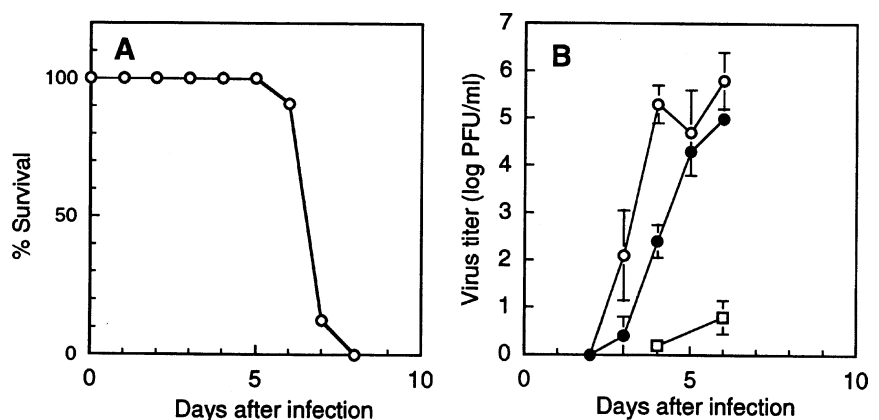 A
% Survival
100
50
0
0
5
10
Days after infection
B
Virus titer (log PFU/ml)
7
6
5
4
3
2
1
0
0
5
10
Days after infection